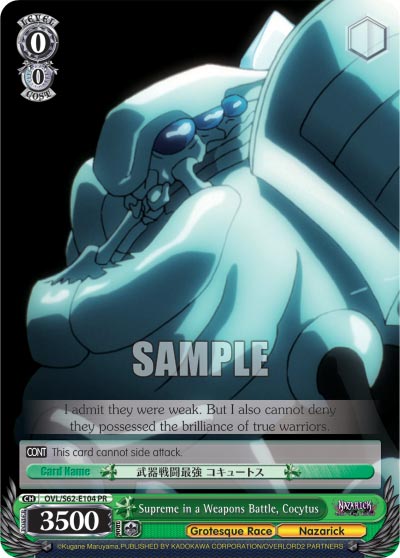 LEVEL
0
0
COST
SAMPLE
I admit they were weak. But I also cannot deny
they possessed the brilliance of true warriors.
CONT This card cannot side attack.
Card Name 武器戦闘最強 コキュートス
CH OVL/S62-E104 PR
POWER 3500 Supreme in a Weapons Battle, Cocytus NAZARICK
Grotesque Race Nazarick
©Kugane Maruyama,PUBLISHED BY KADOKAWA CORPORATION/OVERLORD2 PARTNERS